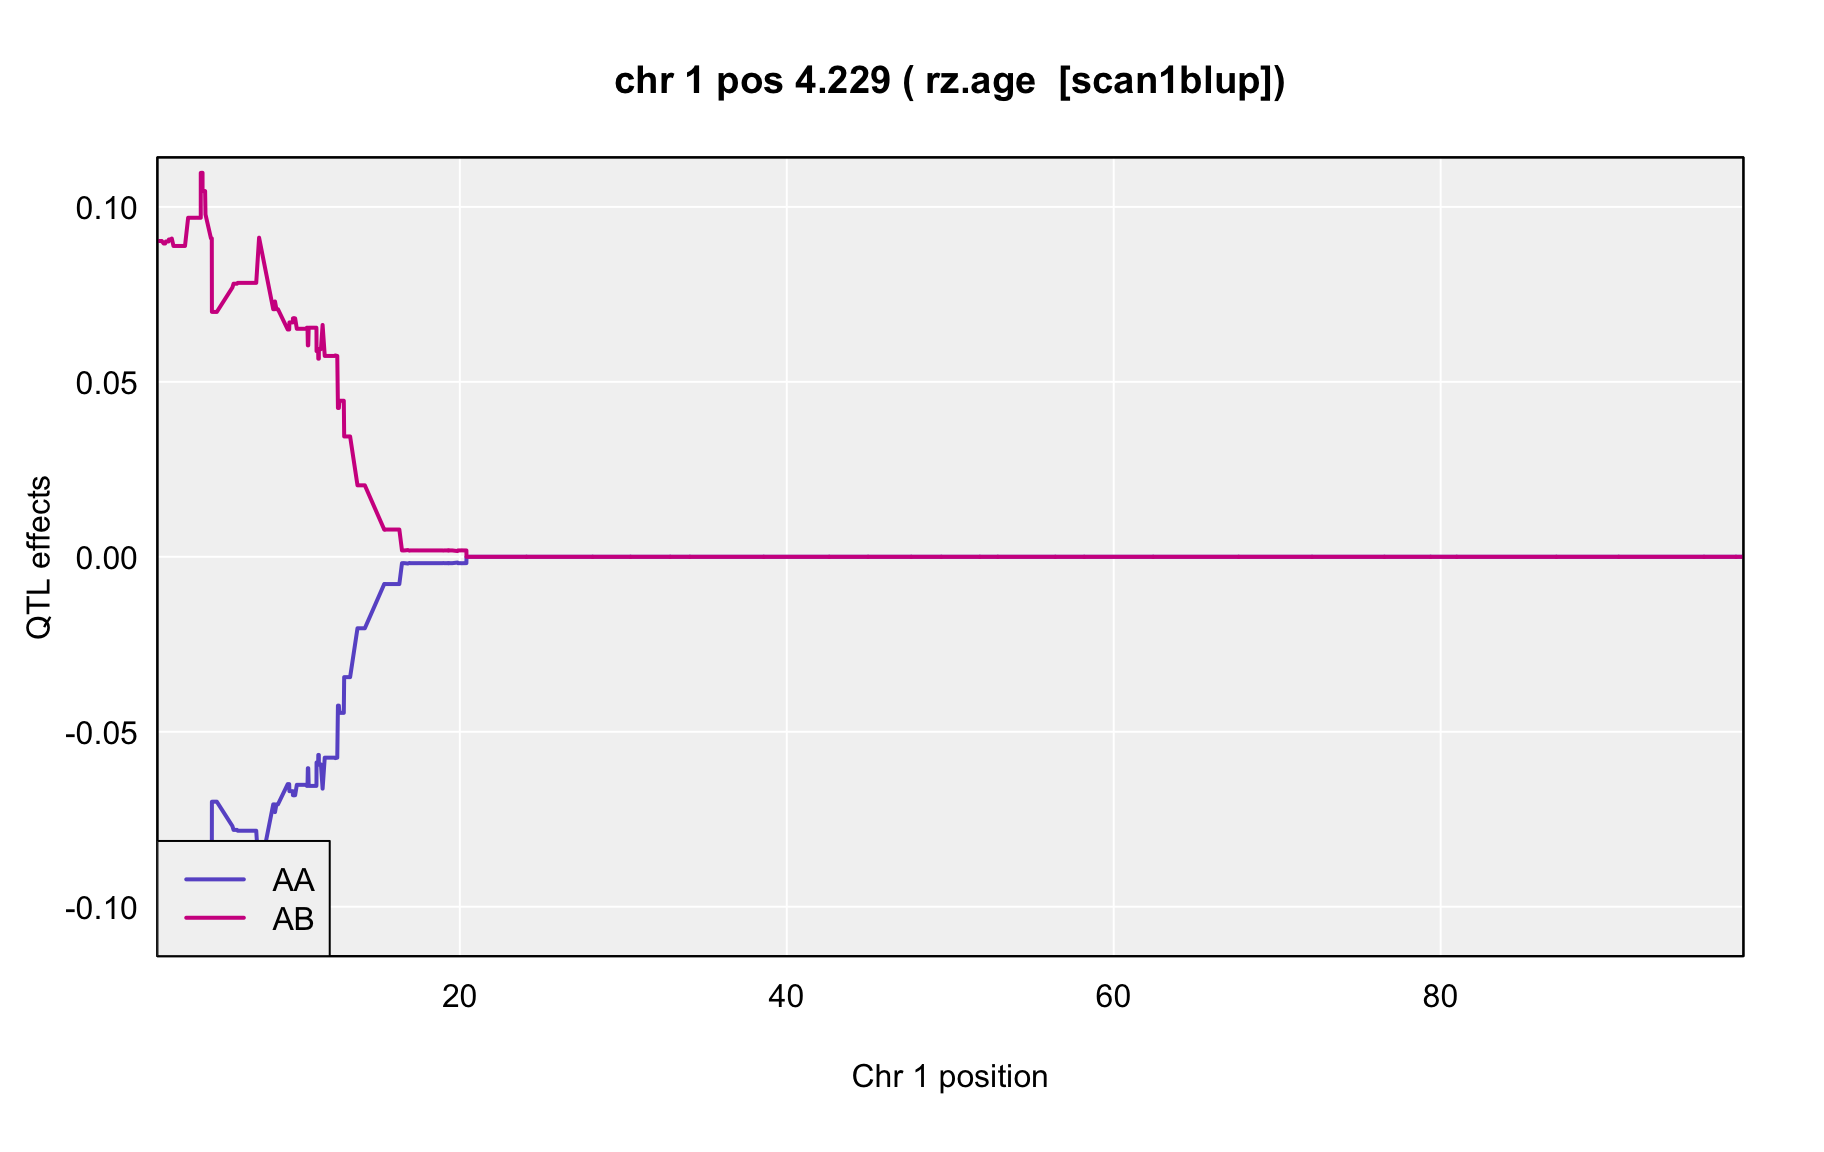 chr 1 pos 4.229 ( rz.age  [scan1blup])
QTL effects
0.10
0.05
0.00
-0.05
-0.10
AA
AB
20 40 60 80
Chr 1 position